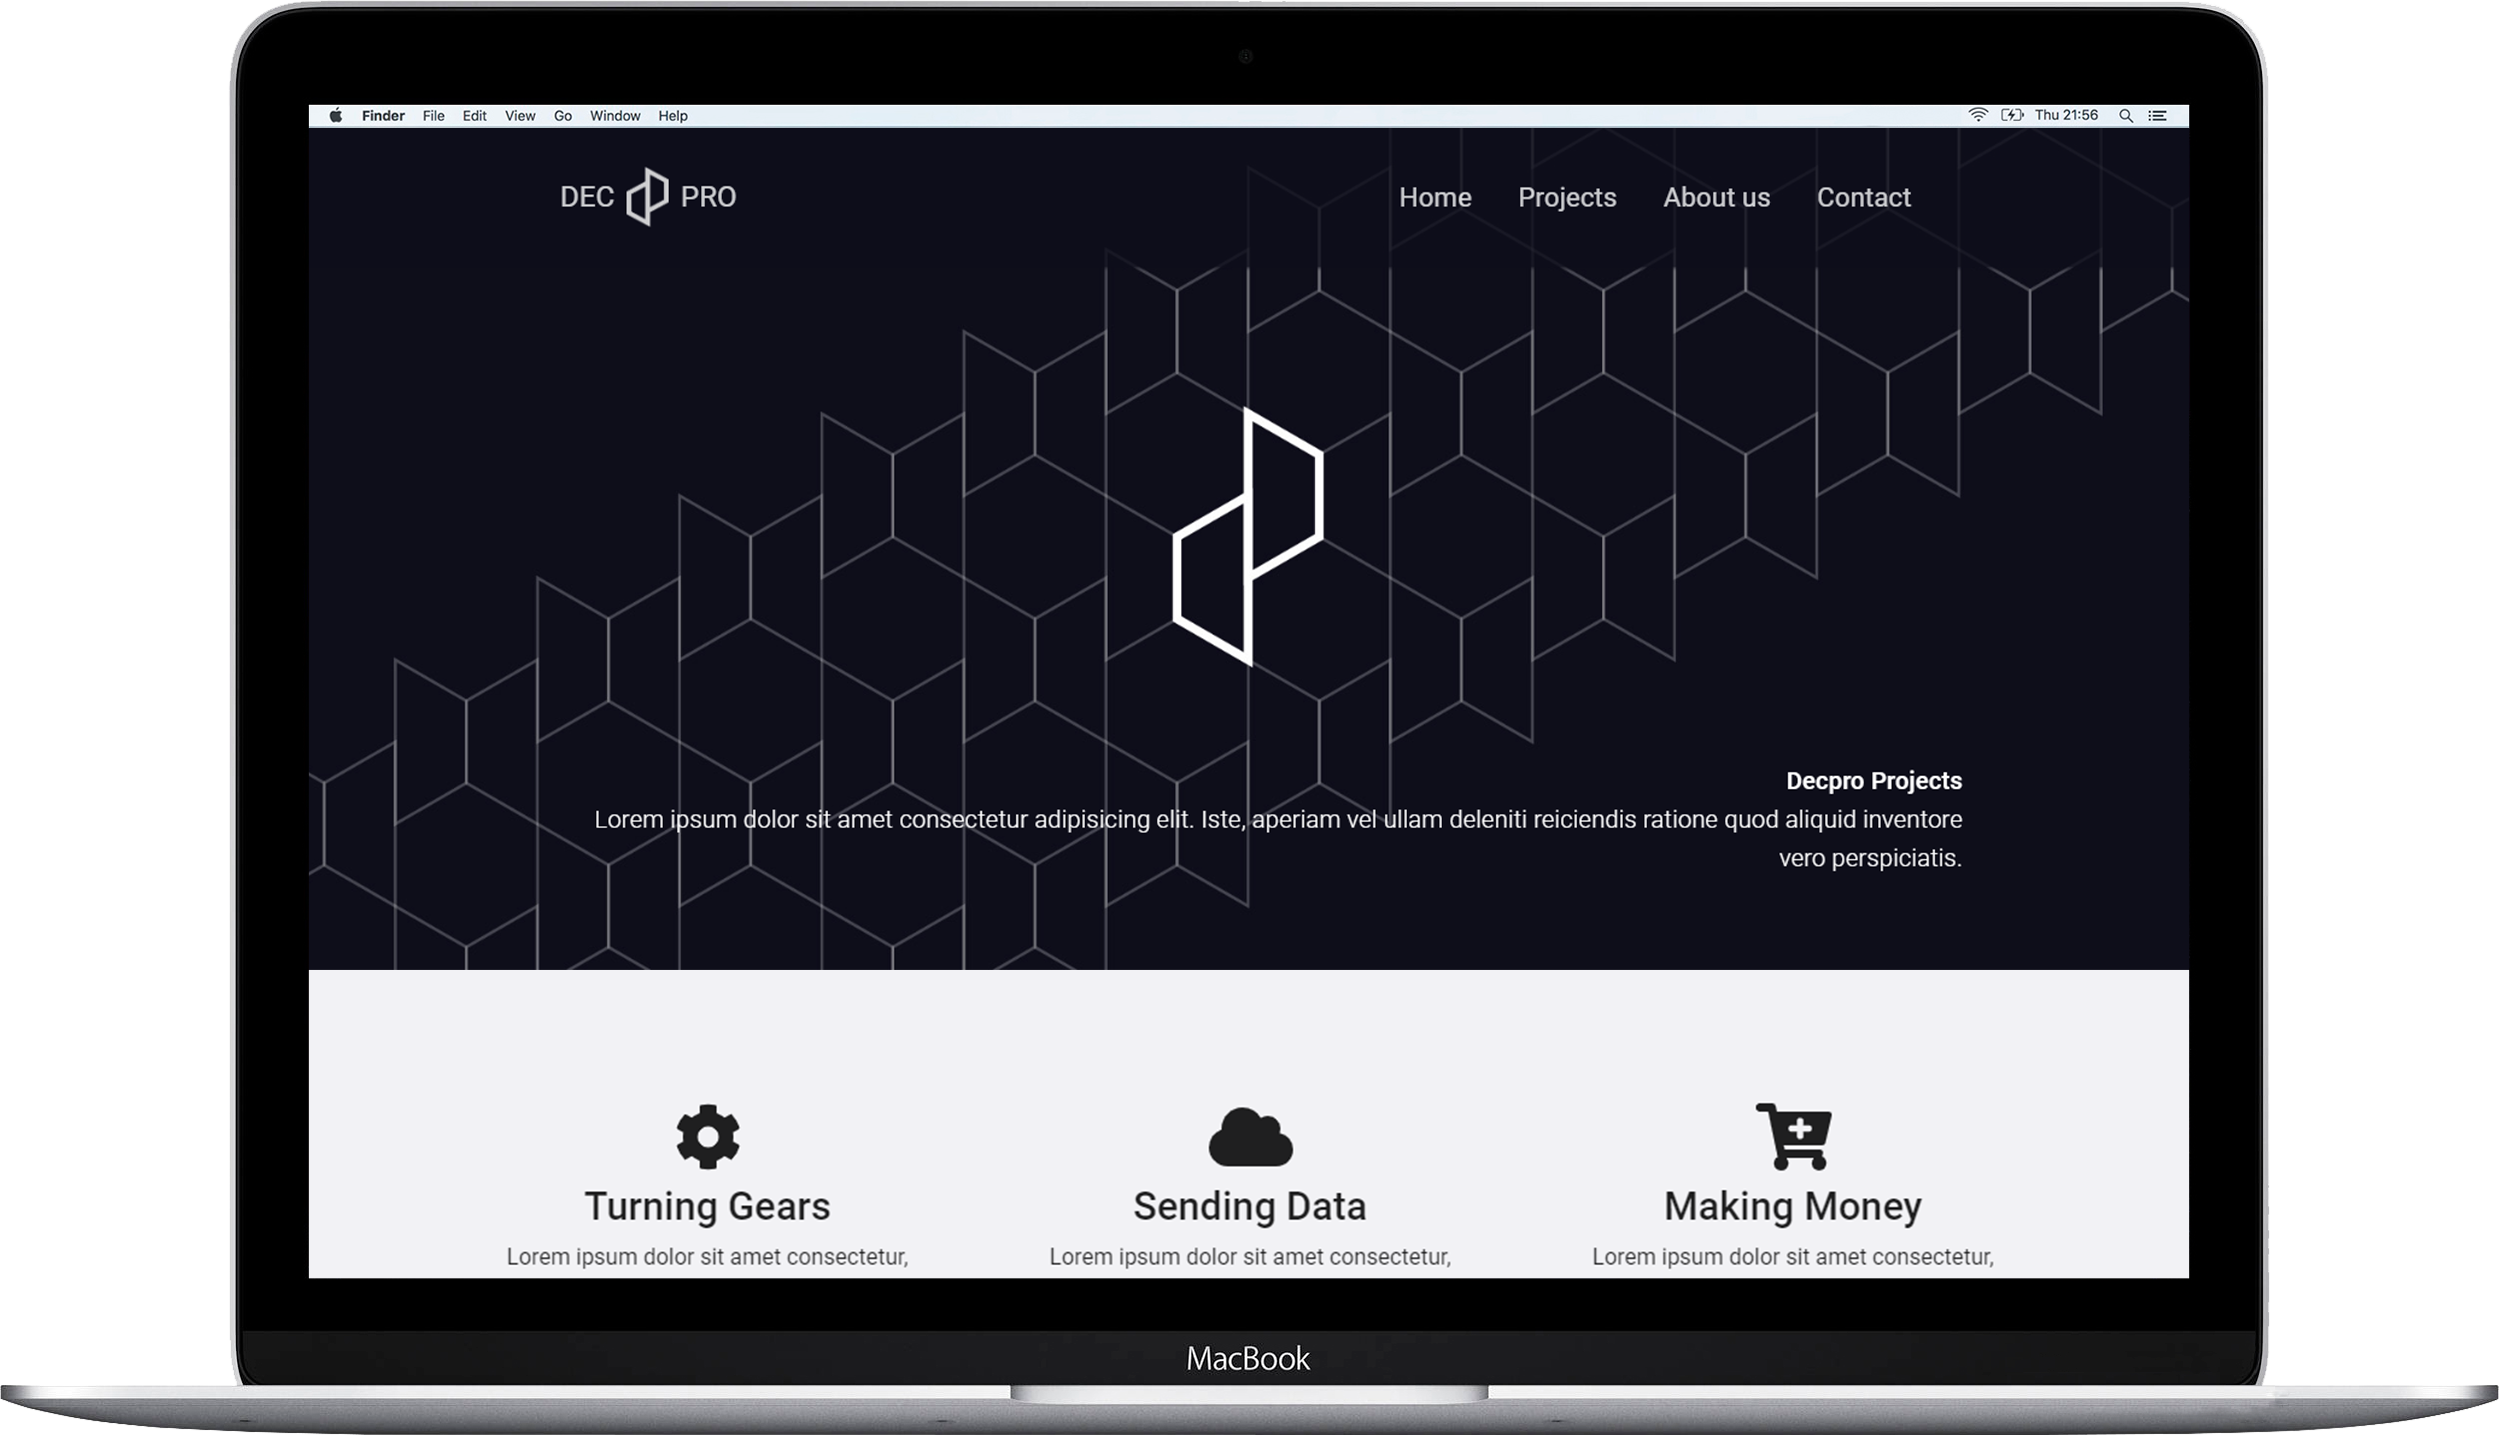 Finder File Edit View Go Window Help Thu 21:56
DEC PRO Home Projects About us Contact
Decpro Projects
Lorem ipsum dolor sit amet consectetur adipisicing elit. Iste, aperiam vel ullam deleniti reiciendis ratione quod aliquid inventore
vero perspiciatis.
Turning Gears
Lorem ipsum dolor sit amet consectetur,
Sending Data
Lorem ipsum dolor sit amet consectetur,
Making Money
Lorem ipsum dolor sit amet consectetur,
MacBook